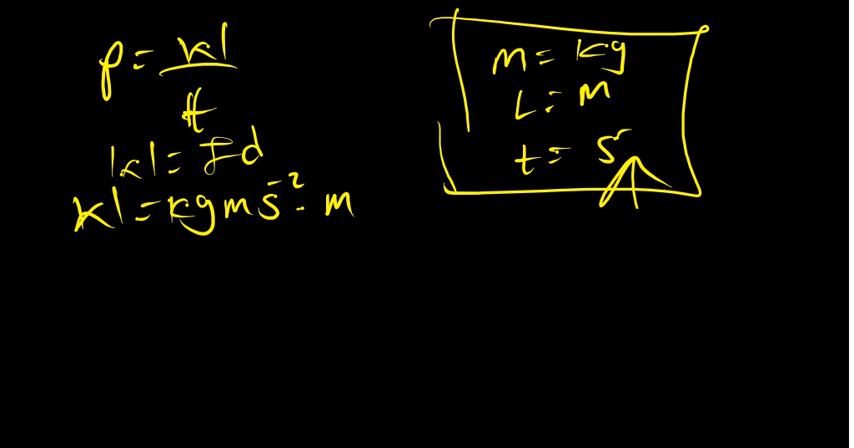 p = kl
t
kl = Fd
kl = kgms⁻². m
m = kg
L = m
t = s